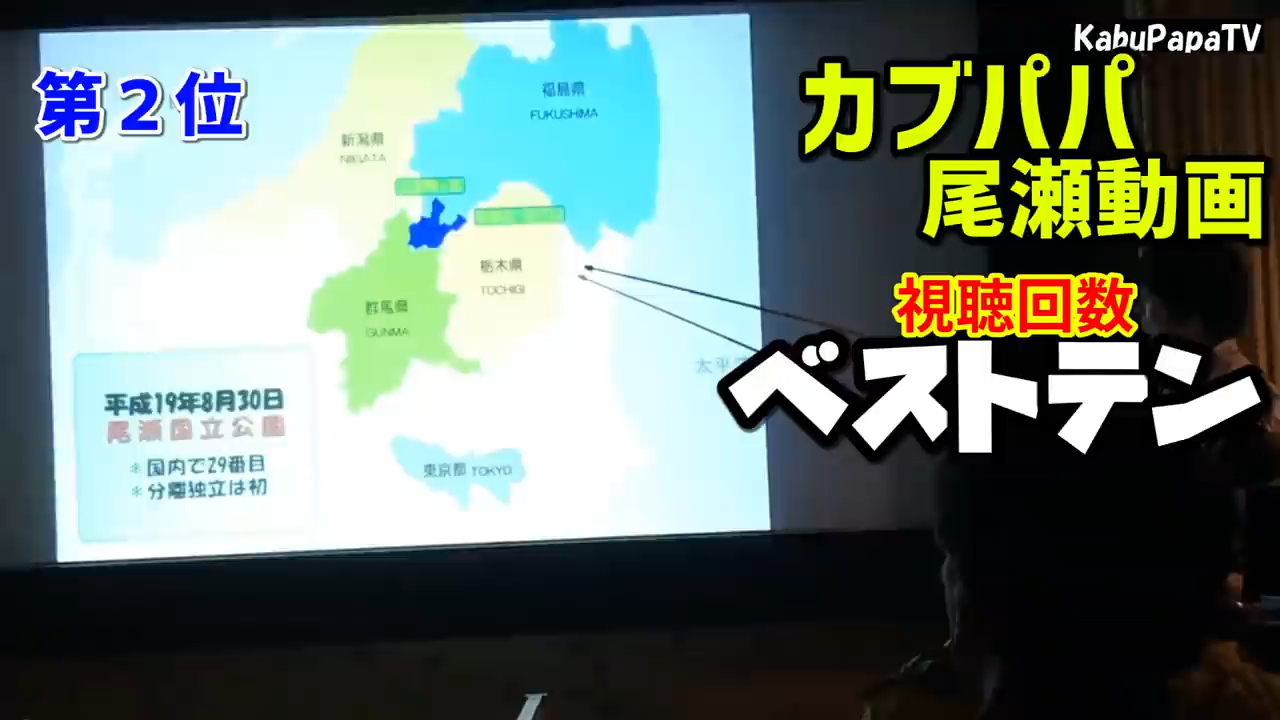 KabuPapaTV
第2位
カブパパ
尾瀬動画
視聴回数
ベストテン
福島県
FUKUSHIMA
新潟県
NIIGATA
栃木県
TOCHIGI
群馬県
GUNMA
太平
平成19年8月30日
尾瀬国立公園
*国内で29番目
*分離独立は初
東京都 TOKYO